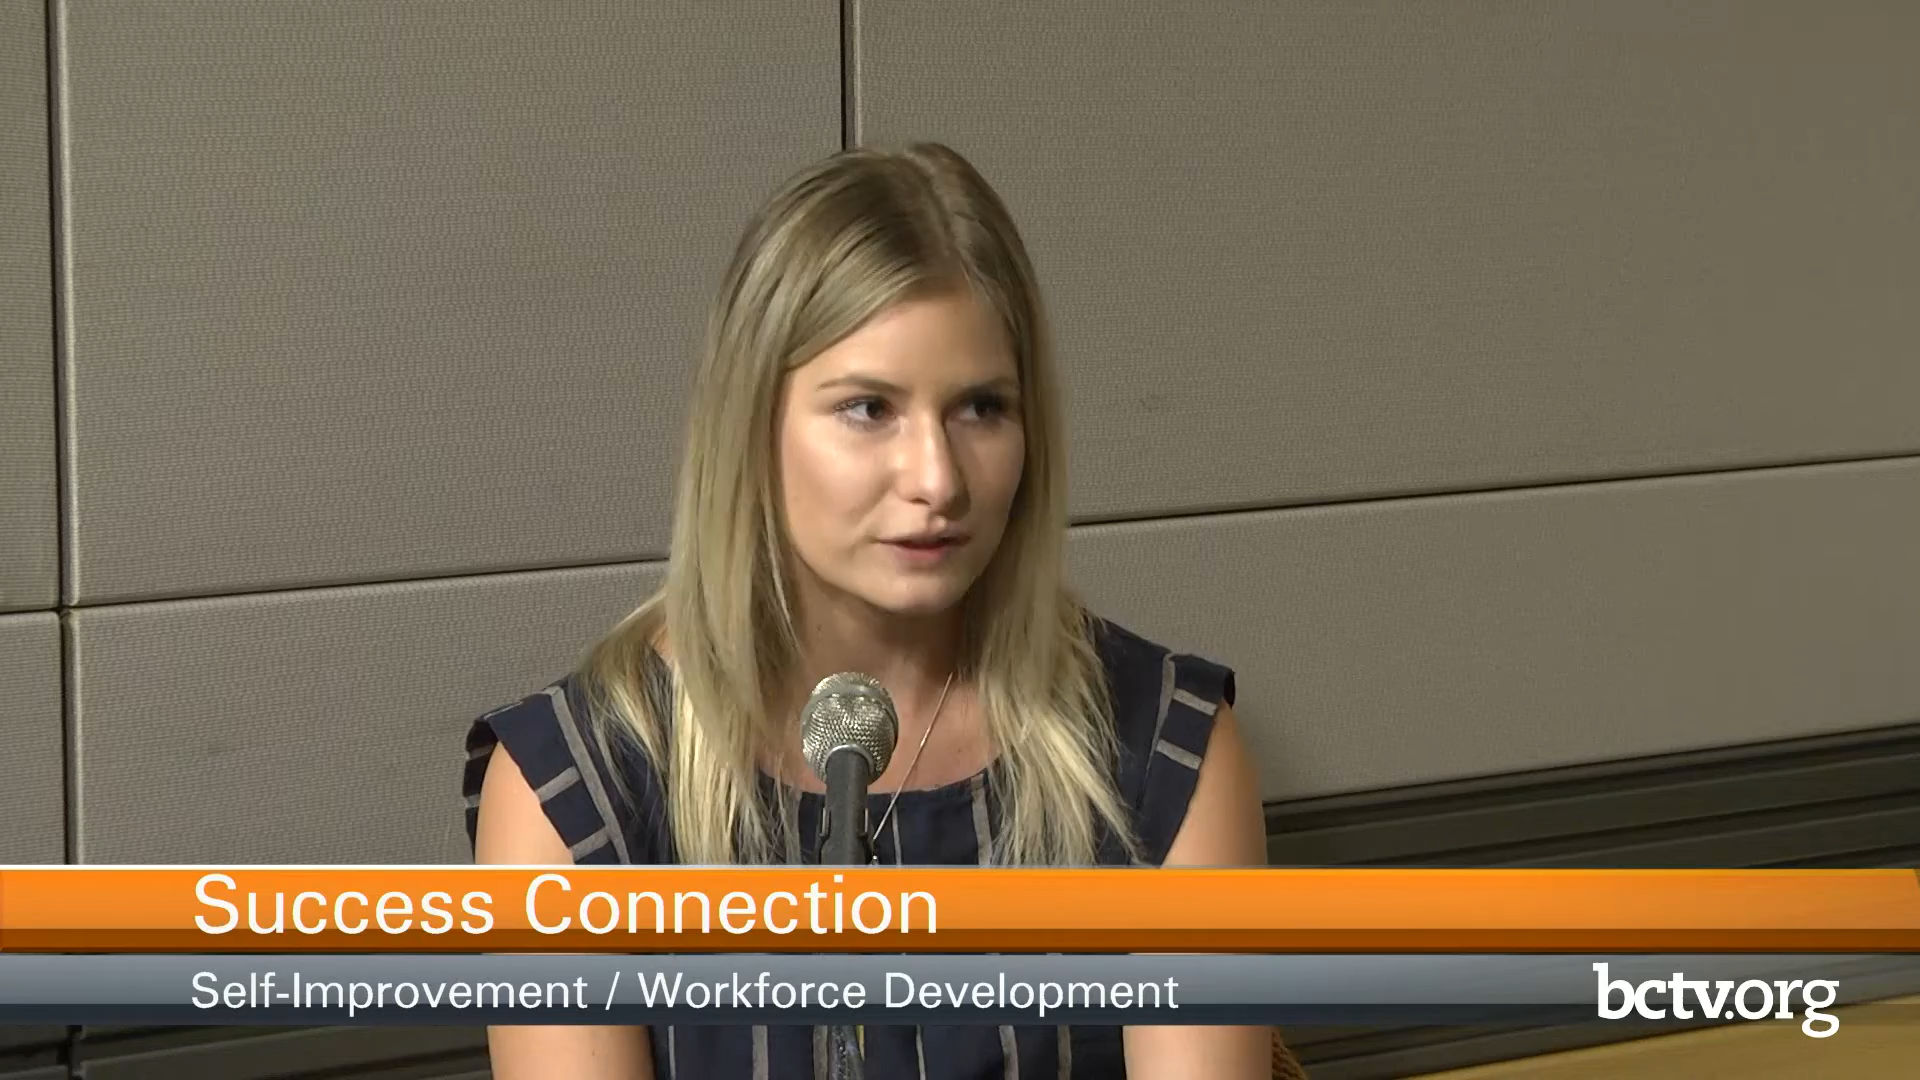 Success Connection
Self-Improvement / Workforce Development
bctv.org